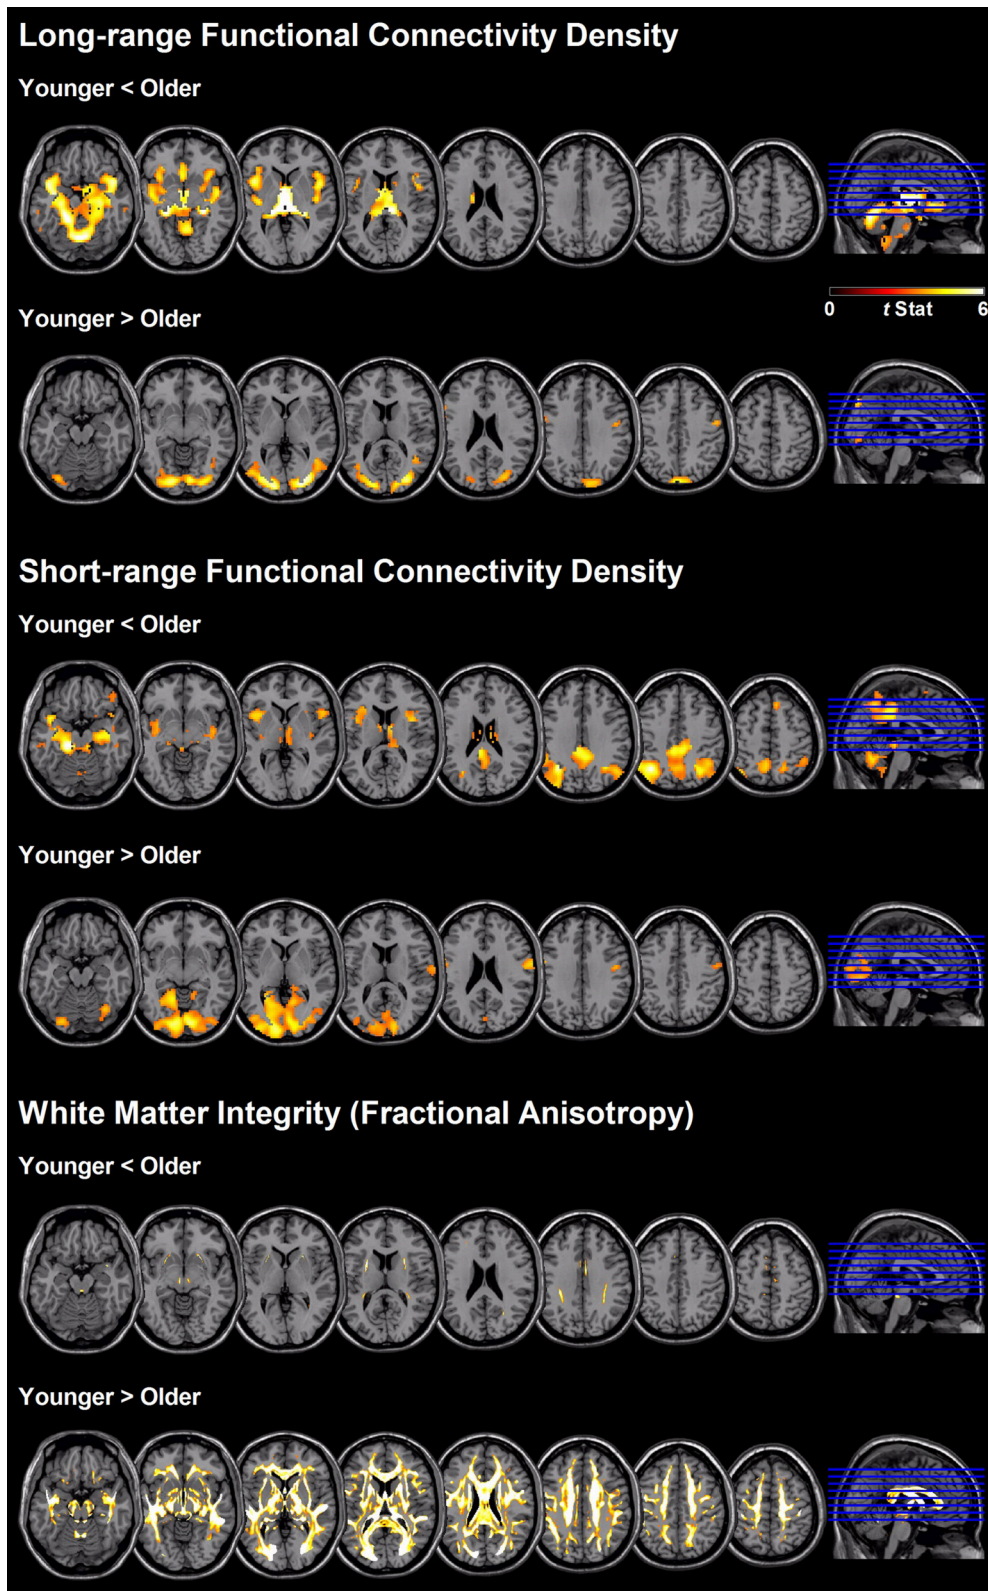 Long-range Functional Connectivity Density
Younger < Older
0 t Stat 6
Younger > Older
Short-range Functional Connectivity Density
Younger < Older
Younger > Older
White Matter Integrity (Fractional Anisotropy)
Younger < Older
Younger > Older